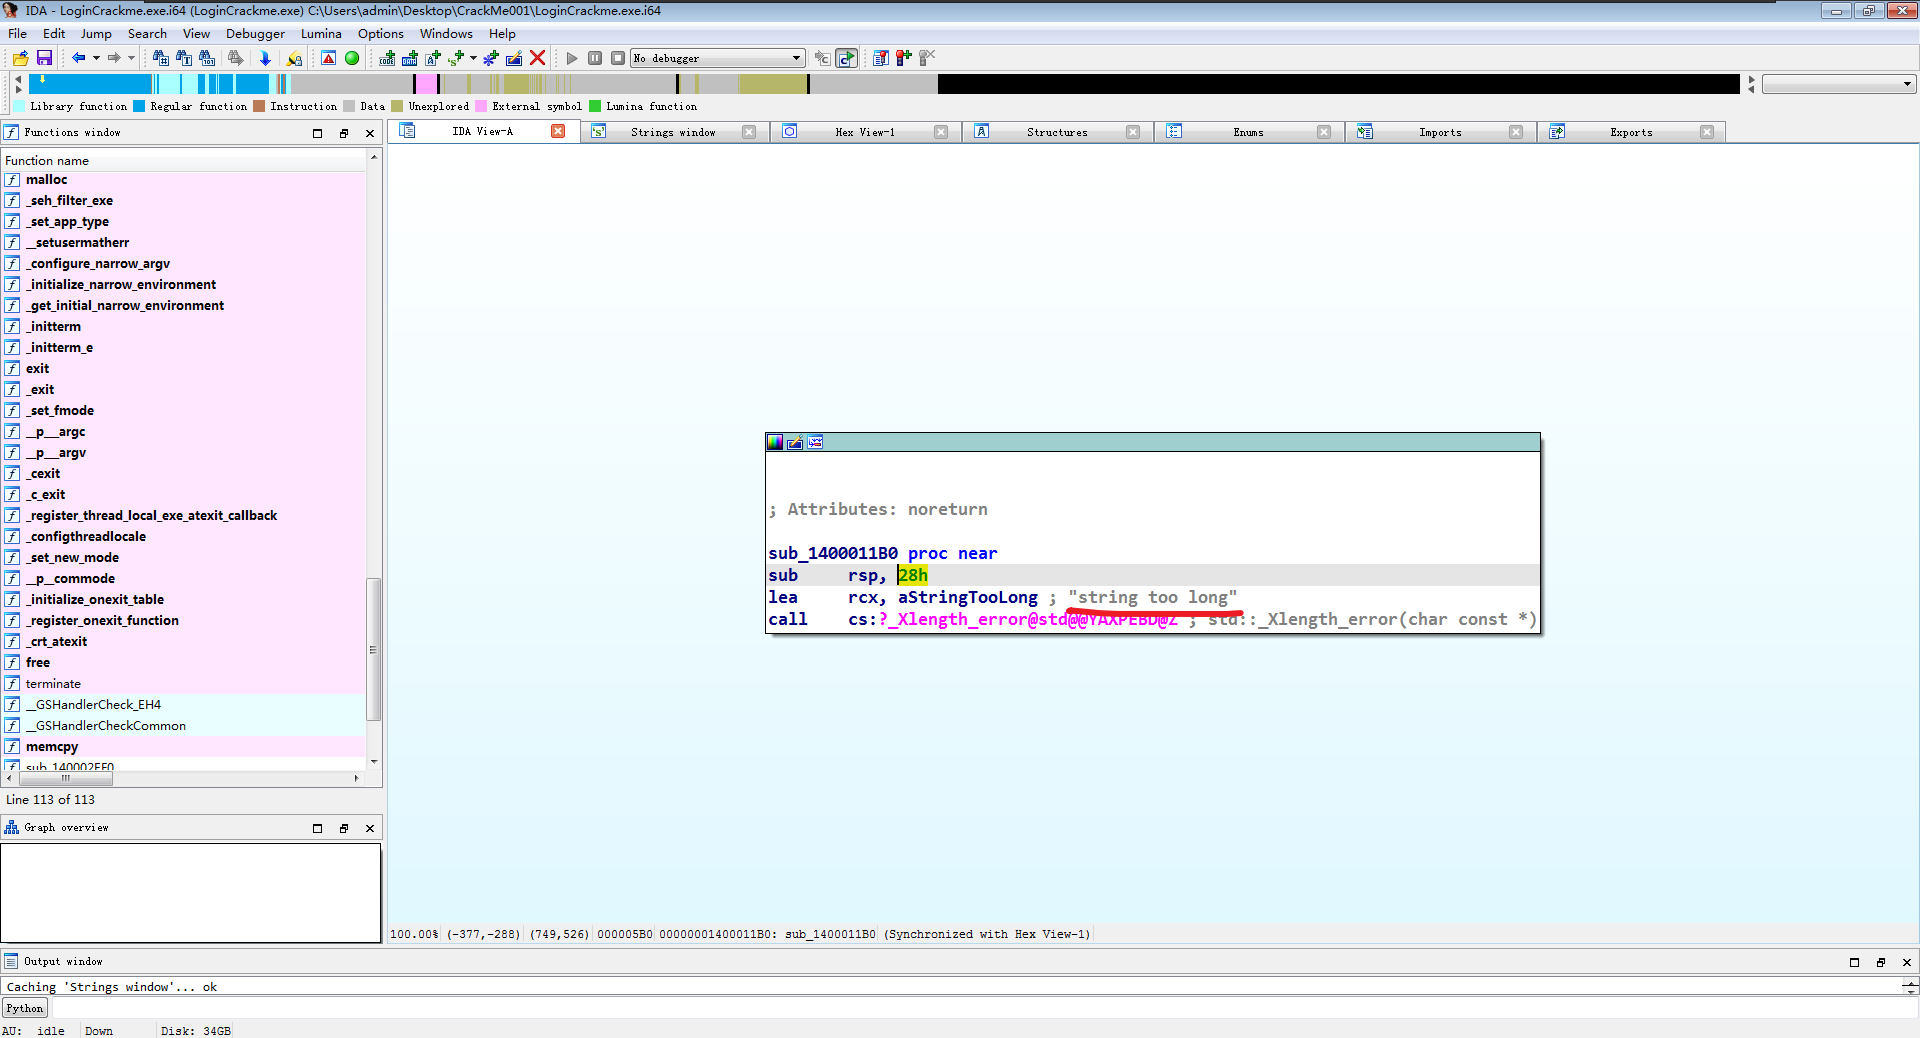 IDA - LoginCrackme.exe.i64 (LoginCrackme.exe) C:\Users\admin\Desktop\CrackMe001\LoginCrackme.exe.i64
File Edit Jump Search View Debugger Lumina Options Windows Help
No debugger
Library function Regular function Instruction Data Unexplored External symbol Lumina function
Functions window
IDA View-A Strings window Hex View-1 Structures Enums Imports Exports
Function name
malloc
_seh_filter_exe
_set_app_type
__setusermatherr
_configure_narrow_argv
_initialize_narrow_environment
_get_initial_narrow_environment
_initterm
_initterm_e
exit
_exit
_set_fmode
__p___argc
__p___argv
_cexit
_c_exit
_register_thread_local_exe_atexit_callback
_configthreadlocale
_set_new_mode
__p__commode
_initialize_onexit_table
_register_onexit_function
_crt_atexit
free
terminate
__GSHandlerCheck_EH4
__GSHandlerCheckCommon
memcpy
sub_140002FF0
Line 113 of 113
Graph overview
; Attributes: noreturn
sub_1400011B0 proc near
sub rsp, 28h
lea rcx, aStringTooLong ; "string too long"
call cs:?_Xlength_error@std@@YAXPEBD@Z ; std::_Xlength_error(char const *)
100.00% (-377,-288) (749,526) 000005B0 00000001400011B0: sub_1400011B0 (Synchronized with Hex View-1)
Output window
Caching 'Strings window'... ok
Python
AU: idle Down Disk: 34GB